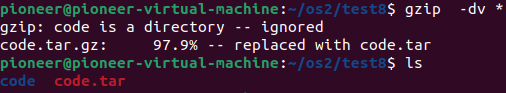 pioneer@pioneer-virtual-machine:~/os2/test8$ gzip  -dv *
gzip: code is a directory -- ignored
code.tar.gz:     97.9% -- replaced with code.tar
pioneer@pioneer-virtual-machine:~/os2/test8$ ls
code  code.tar